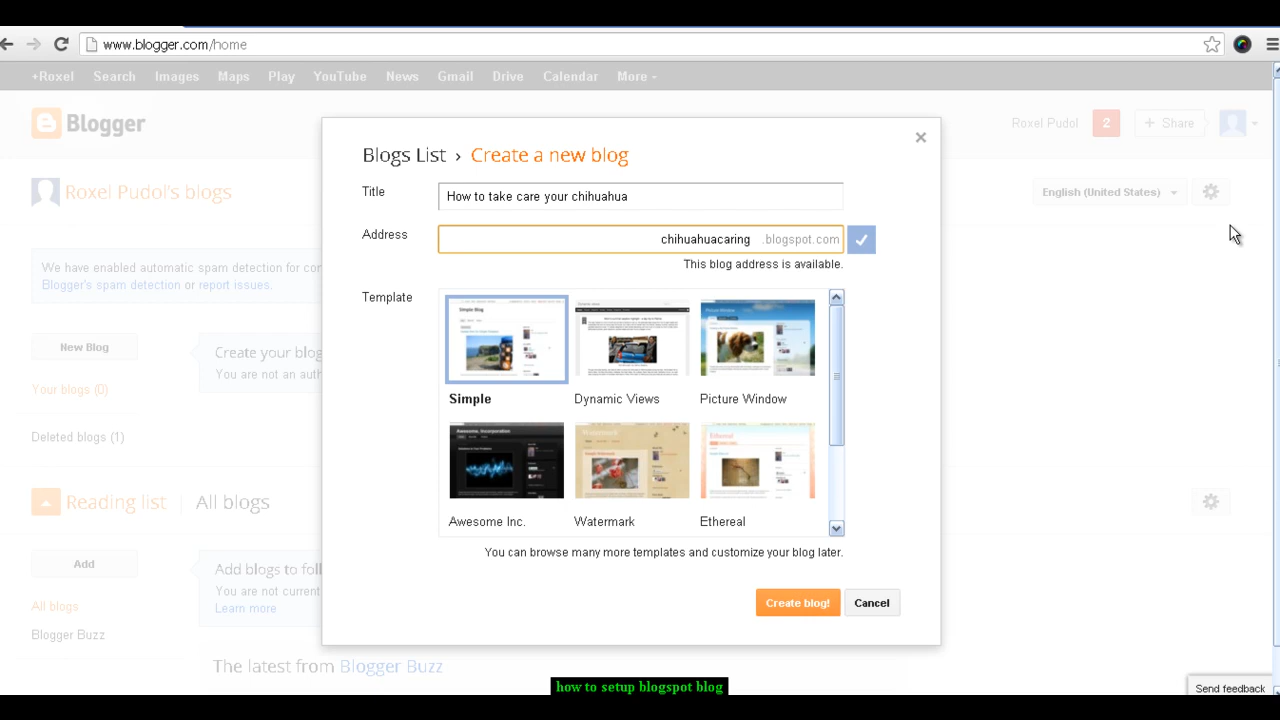 www.blogger.com/home
+Roxel Search Images Maps Play YouTube News Gmail Drive Calendar More
Blogger
Roxel Pudol 2 + Share
Blogs List › Create a new blog
Roxel Pudol's blogs
English (United States)
Title How to take care your chihuahua
Address chihuahuacaring .blogspot.com
This blog address is available.
We have enabled automatic spam detection for com
Blogger's spam detection or report issues.
Template
New Blog
Create your blog
You are not an auth
Your blogs (0)
Simple Dynamic Views Picture Window
Deleted blogs (1)
Reading list All blogs
Awesome Inc. Watermark Ethereal
You can browse many more templates and customize your blog later.
Add
Add blogs to foll
You are not current
Learn more
All blogs
Create blog! Cancel
Blogger Buzz
The latest from Blogger Buzz
how to setup blogspot blog
Send feedback